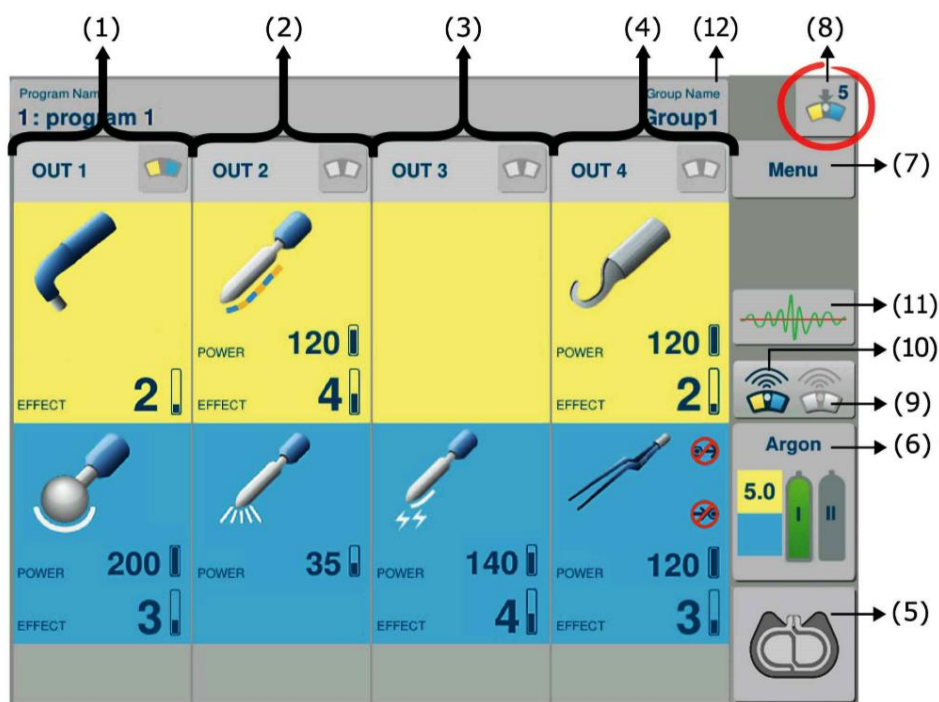 (1) (2) (3) (4) (12) (8)
Program Name Group Name 5
1: program 1 Group1
OUT 1 OUT 2 OUT 3 OUT 4 Menu (7)
(11)
POWER 120 POWER 120 (10)
EFFECT 2 EFFECT 4 EFFECT 2 (9)
Argon (6)
5.0 I II
POWER 200 POWER 35 POWER 140 POWER 120
EFFECT 3 EFFECT 4 EFFECT 3 (5)